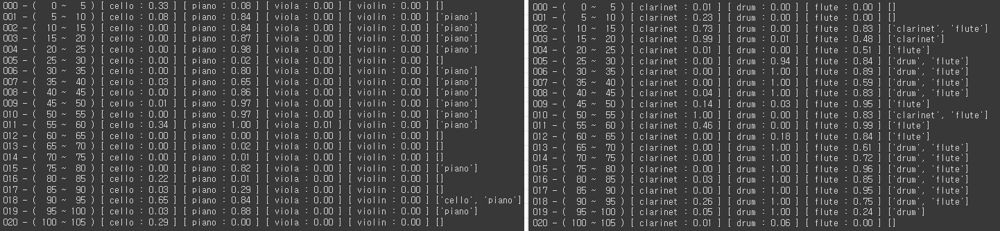 000 - (   0 ~   5) [ cello : 0.33 ] [ piano : 0.08 ] [ viola : 0.00 ] [ violin : 0.00 ] []
001 - (   5 ~  10) [ cello : 0.08 ] [ piano : 0.84 ] [ viola : 0.00 ] [ violin : 0.00 ] ['piano']
002 - (  10 ~  15) [ cello : 0.00 ] [ piano : 0.84 ] [ viola : 0.00 ] [ violin : 0.00 ] ['piano']
003 - (  15 ~  20) [ cello : 0.00 ] [ piano : 0.87 ] [ viola : 0.00 ] [ violin : 0.00 ] ['piano']
004 - (  20 ~  25) [ cello : 0.00 ] [ piano : 0.98 ] [ viola : 0.00 ] [ violin : 0.00 ] ['piano']
005 - (  25 ~  30) [ cello : 0.00 ] [ piano : 0.02 ] [ viola : 0.00 ] [ violin : 0.00 ] []
006 - (  30 ~  35) [ cello : 0.00 ] [ piano : 0.80 ] [ viola : 0.00 ] [ violin : 0.00 ] ['piano']
007 - (  35 ~  40) [ cello : 0.03 ] [ piano : 0.65 ] [ viola : 0.00 ] [ violin : 0.00 ] ['piano']
008 - (  40 ~  45) [ cello : 0.00 ] [ piano : 0.86 ] [ viola : 0.00 ] [ violin : 0.00 ] ['piano']
009 - (  45 ~  50) [ cello : 0.01 ] [ piano : 0.97 ] [ viola : 0.00 ] [ violin : 0.00 ] ['piano']
010 - (  50 ~  55) [ cello : 0.00 ] [ piano : 0.97 ] [ viola : 0.00 ] [ violin : 0.00 ] ['piano']
011 - (  55 ~  60) [ cello : 0.34 ] [ piano : 1.00 ] [ viola : 0.01 ] [ violin : 0.00 ] ['piano']
012 - (  60 ~  65) [ cello : 0.00 ] [ piano : 0.00 ] [ viola : 0.00 ] [ violin : 0.00 ] []
013 - (  65 ~  70) [ cello : 0.00 ] [ piano : 0.02 ] [ viola : 0.00 ] [ violin : 0.00 ] []
014 - (  70 ~  75) [ cello : 0.00 ] [ piano : 0.01 ] [ viola : 0.00 ] [ violin : 0.00 ] []
015 - (  75 ~  80) [ cello : 0.00 ] [ piano : 0.82 ] [ viola : 0.00 ] [ violin : 0.00 ] ['piano']
016 - (  80 ~  85) [ cello : 0.22 ] [ piano : 0.01 ] [ viola : 0.00 ] [ violin : 0.00 ] []
017 - (  85 ~  90) [ cello : 0.03 ] [ piano : 0.29 ] [ viola : 0.00 ] [ violin : 0.00 ] []
018 - (  90 ~  95) [ cello : 0.65 ] [ piano : 0.84 ] [ viola : 0.00 ] [ violin : 0.00 ] ['cello', 'piano']
019 - (  95 ~ 100) [ cello : 0.03 ] [ piano : 0.88 ] [ viola : 0.00 ] [ violin : 0.00 ] ['piano']
020 - ( 100 ~ 105) [ cello : 0.29 ] [ piano : 0.00 ] [ viola : 0.00 ] [ violin : 0.00 ] []
000 - (   0 ~   5) [ clarinet : 0.01 ] [ drum : 0.00 ] [ flute : 0.00 ] []
001 - (   5 ~  10) [ clarinet : 0.23 ] [ drum : 0.00 ] [ flute : 0.00 ] []
002 - (  10 ~  15) [ clarinet : 0.73 ] [ drum : 0.00 ] [ flute : 0.83 ] ['clarinet', 'flute']
003 - (  15 ~  20) [ clarinet : 0.99 ] [ drum : 0.01 ] [ flute : 0.48 ] ['clarinet']
004 - (  20 ~  25) [ clarinet : 0.01 ] [ drum : 0.00 ] [ flute : 0.51 ] ['flute']
005 - (  25 ~  30) [ clarinet : 0.00 ] [ drum : 0.94 ] [ flute : 0.84 ] ['drum', 'flute']
006 - (  30 ~  35) [ clarinet : 0.00 ] [ drum : 1.00 ] [ flute : 0.89 ] ['drum', 'flute']
007 - (  35 ~  40) [ clarinet : 0.00 ] [ drum : 1.00 ] [ flute : 0.59 ] ['drum', 'flute']
008 - (  40 ~  45) [ clarinet : 0.04 ] [ drum : 1.00 ] [ flute : 0.83 ] ['drum', 'flute']
009 - (  45 ~  50) [ clarinet : 0.14 ] [ drum : 0.03 ] [ flute : 0.95 ] ['flute']
010 - (  50 ~  55) [ clarinet : 1.00 ] [ drum : 0.00 ] [ flute : 0.83 ] ['clarinet', 'flute']
011 - (  55 ~  60) [ clarinet : 0.46 ] [ drum : 0.00 ] [ flute : 0.99 ] ['flute']
012 - (  60 ~  65) [ clarinet : 0.00 ] [ drum : 0.18 ] [ flute : 0.84 ] ['flute']
013 - (  65 ~  70) [ clarinet : 0.00 ] [ drum : 1.00 ] [ flute : 0.61 ] ['drum', 'flute']
014 - (  70 ~  75) [ clarinet : 0.00 ] [ drum : 1.00 ] [ flute : 0.72 ] ['drum', 'flute']
015 - (  75 ~  80) [ clarinet : 0.00 ] [ drum : 1.00 ] [ flute : 0.96 ] ['drum', 'flute']
016 - (  80 ~  85) [ clarinet : 0.03 ] [ drum : 1.00 ] [ flute : 0.85 ] ['drum', 'flute']
017 - (  85 ~  90) [ clarinet : 0.00 ] [ drum : 1.00 ] [ flute : 0.95 ] ['drum', 'flute']
018 - (  90 ~  95) [ clarinet : 0.26 ] [ drum : 1.00 ] [ flute : 0.75 ] ['drum', 'flute']
019 - (  95 ~ 100) [ clarinet : 0.05 ] [ drum : 1.00 ] [ flute : 0.24 ] ['drum']
020 - ( 100 ~ 105) [ clarinet : 0.01 ] [ drum : 0.06 ] [ flute : 0.00 ] []